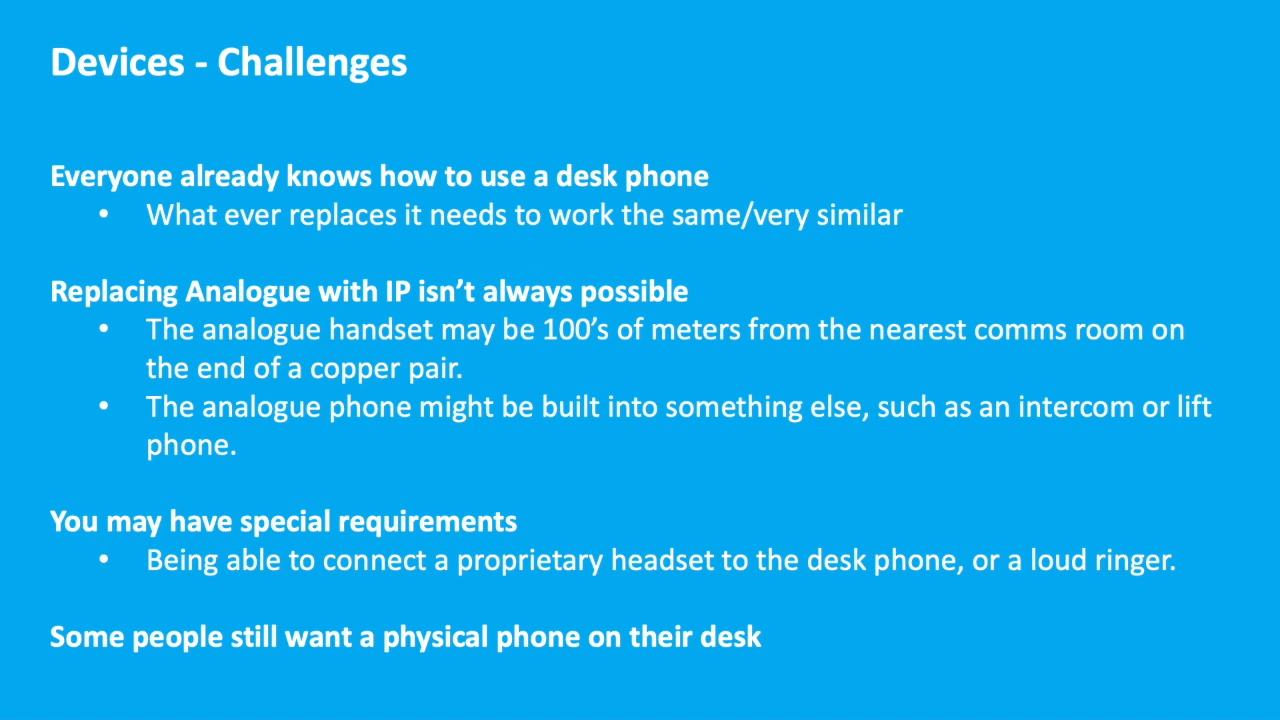 Devices - Challenges
Everyone already knows how to use a desk phone
• What ever replaces it needs to work the same/very similar
Replacing Analogue with IP isn’t always possible
• The analogue handset may be 100’s of meters from the nearest comms room on
the end of a copper pair.
• The analogue phone might be built into something else, such as an intercom or lift
phone.
You may have special requirements
• Being able to connect a proprietary headset to the desk phone, or a loud ringer.
Some people still want a physical phone on their desk